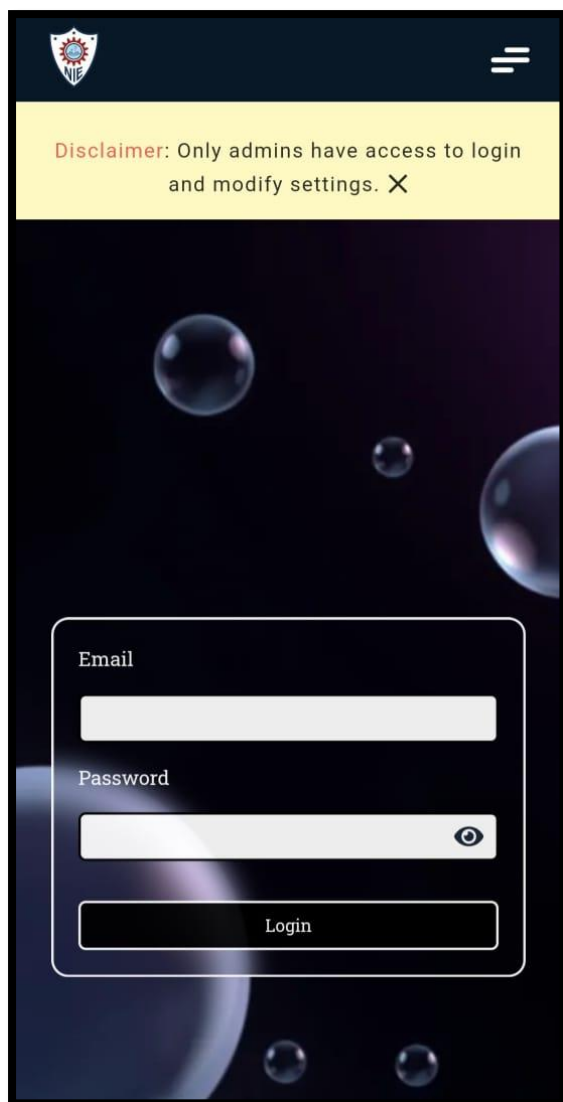 NIE
Disclaimer: Only admins have access to login
and modify settings.
Email
Password
Login